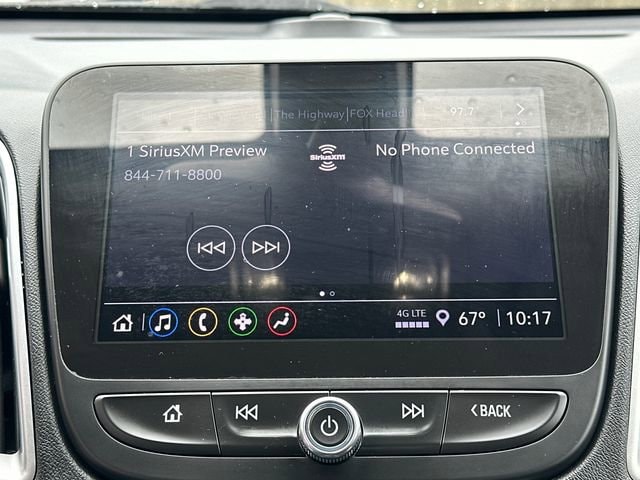 The Highway FOX Head 97.7
1 SiriusXM Preview
844-711-8800
SiriusXM
No Phone Connected
4G LTE
67° 10:17
BACK